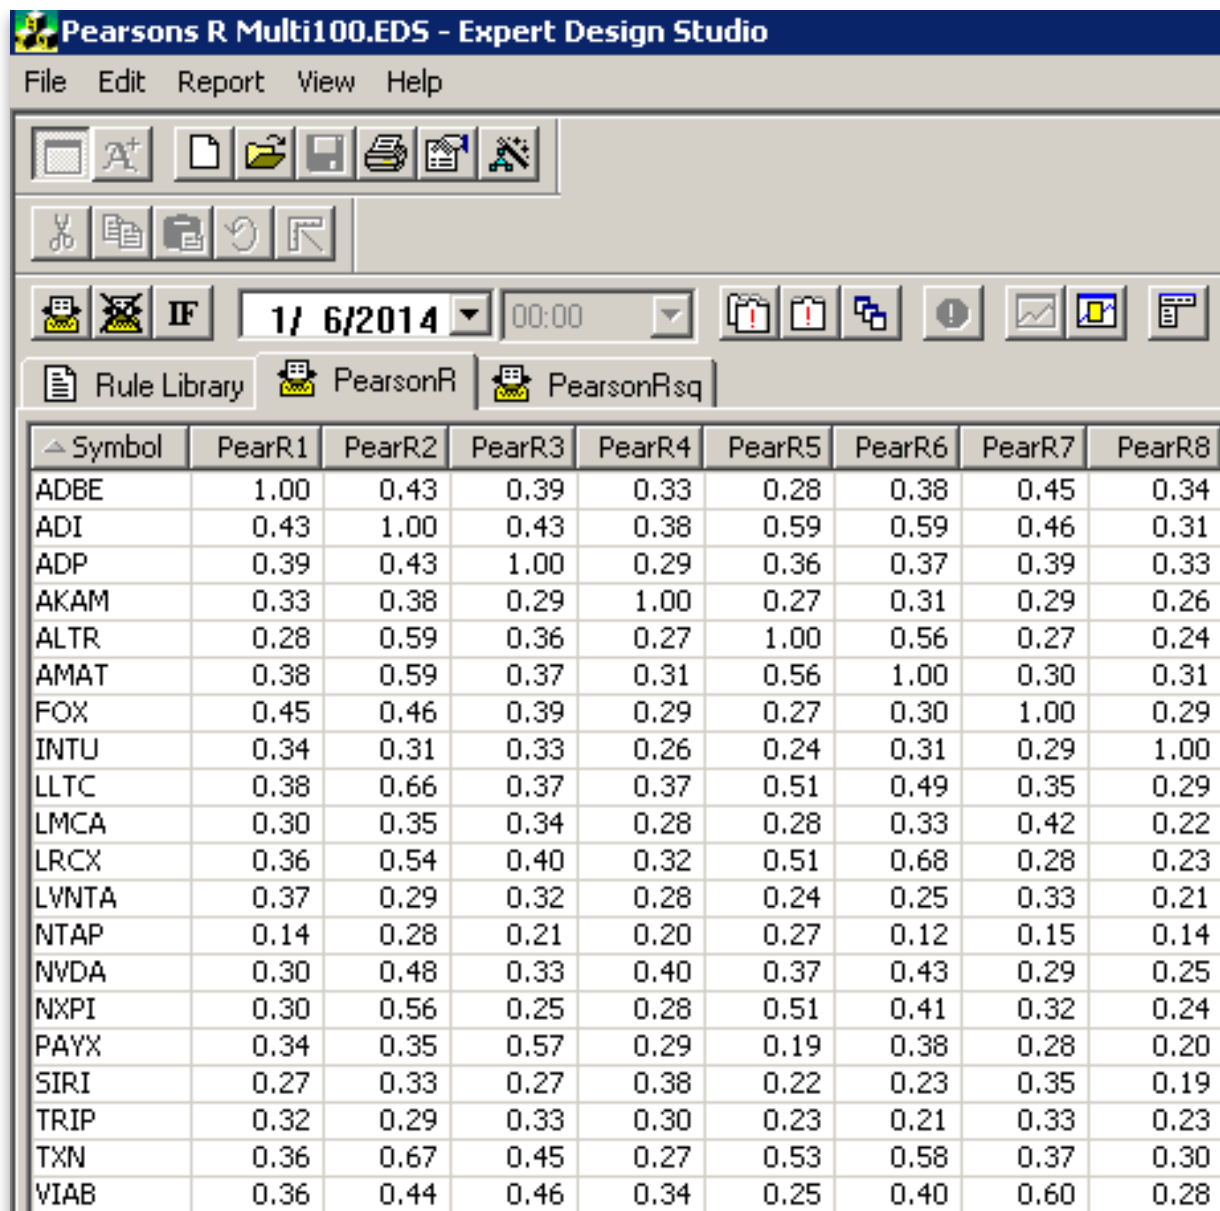 Pearsons R Multi100.EDS - Expert Design Studio
File Edit Report View Help
A+
IF 1/ 6/2014 00:00
Rule Library PearsonR PearsonRsq
Symbol PearR1 PearR2 PearR3 PearR4 PearR5 PearR6 PearR7 PearR8
ADBE 1.00 0.43 0.39 0.33 0.28 0.38 0.45 0.34
ADI 0.43 1.00 0.43 0.38 0.59 0.59 0.46 0.31
ADP 0.39 0.43 1.00 0.29 0.36 0.37 0.39 0.33
AKAM 0.33 0.38 0.29 1.00 0.27 0.31 0.29 0.26
ALTR 0.28 0.59 0.36 0.27 1.00 0.56 0.27 0.24
AMAT 0.38 0.59 0.37 0.31 0.56 1.00 0.30 0.31
FOX 0.45 0.46 0.39 0.29 0.27 0.30 1.00 0.29
INTU 0.34 0.31 0.33 0.26 0.24 0.31 0.29 1.00
LLTC 0.38 0.66 0.37 0.37 0.51 0.49 0.35 0.29
LMCA 0.30 0.35 0.34 0.28 0.28 0.33 0.42 0.22
LRCX 0.36 0.54 0.40 0.32 0.51 0.68 0.28 0.23
LVNTA 0.37 0.29 0.32 0.28 0.24 0.25 0.33 0.21
NTAP 0.14 0.28 0.21 0.20 0.27 0.12 0.15 0.14
NVDA 0.30 0.48 0.33 0.40 0.37 0.43 0.29 0.25
NXPI 0.30 0.56 0.25 0.28 0.51 0.41 0.32 0.24
PAYX 0.34 0.35 0.57 0.29 0.19 0.38 0.28 0.20
SIRI 0.27 0.33 0.27 0.38 0.22 0.23 0.35 0.19
TRIP 0.32 0.29 0.33 0.30 0.23 0.21 0.33 0.23
TXN 0.36 0.67 0.45 0.27 0.53 0.58 0.37 0.30
VIAB 0.36 0.44 0.46 0.34 0.25 0.40 0.60 0.28